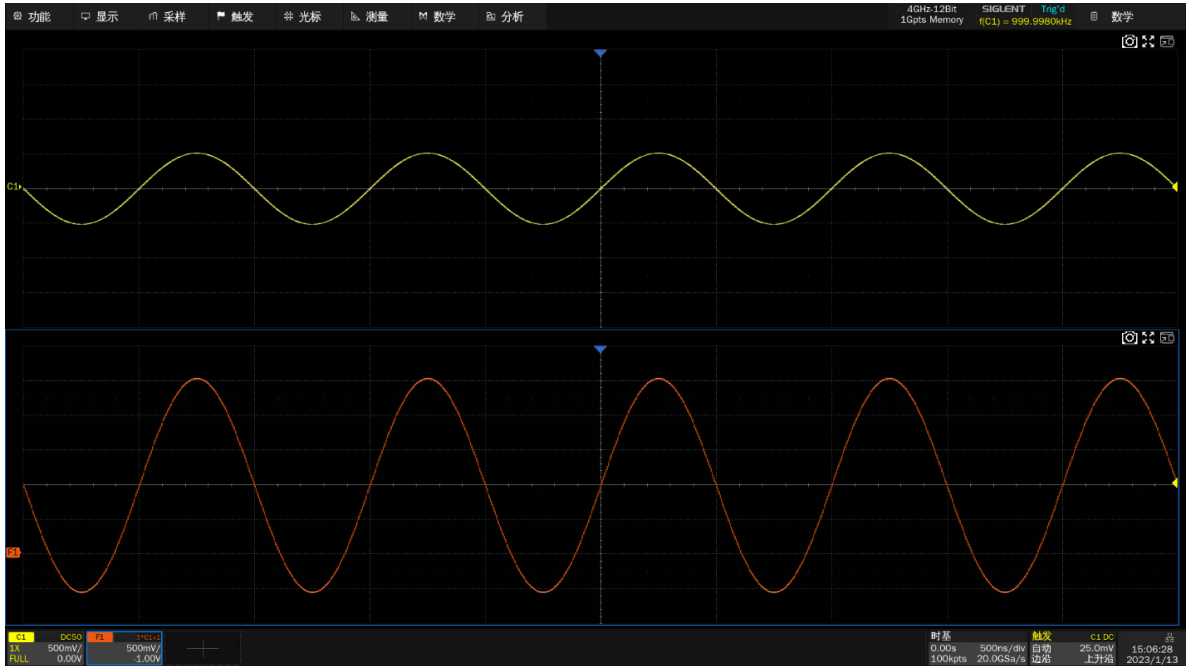 功能 显示 采样 触发 光标 测量 数学 分析
4GHz-12Bit SIGLENT Trig'd 数学
1Gpts Memory f(C1) = 999.9980kHz
C1
F1
C1 DC50 F1 3*C1+1 时基 触发 C1 DC
1X 500mV/ 500mV/ 0.00s 500ns/div 自动 25.0mV 15:06:28
FULL 0.00V -1.00V 100kpts 20.0GSa/s 边沿 上升沿 2023/1/13